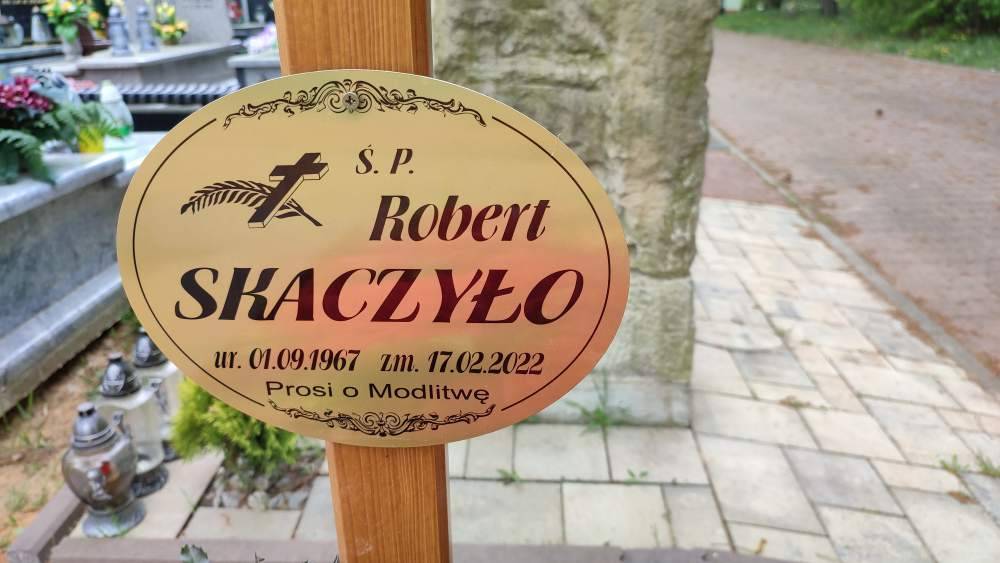 Ś. P.
Robert
SKACZYŁO
ur. 01.09.1967 zm. 17.02.2022
Prosi o Modlitwę